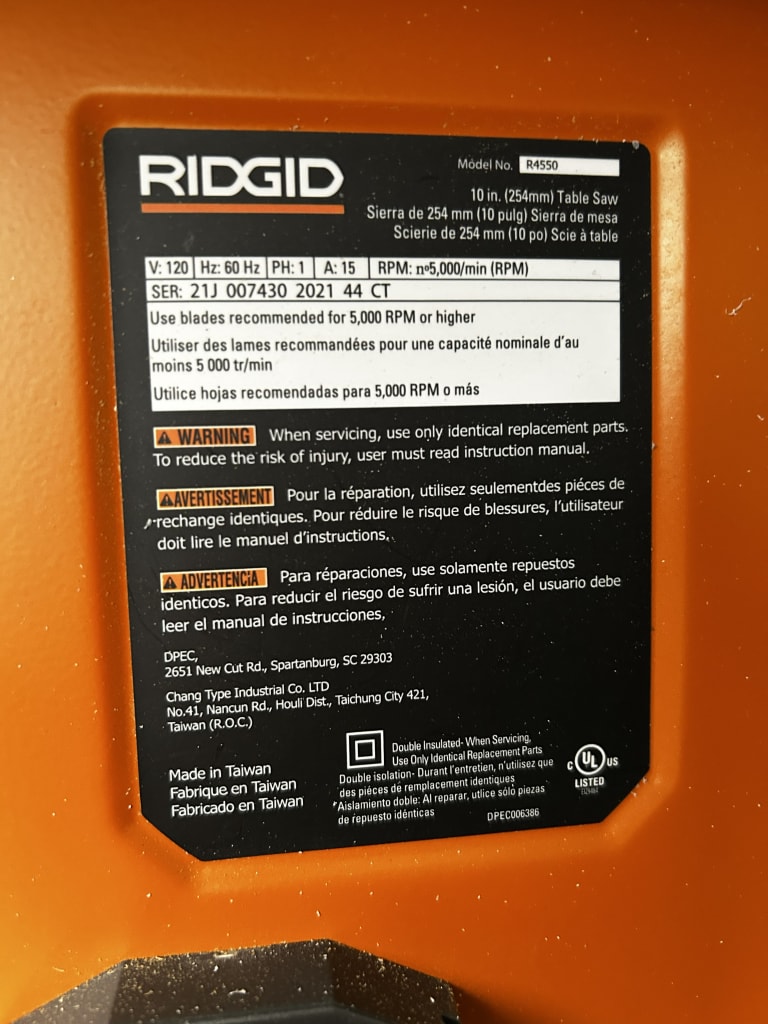 RIDGID
Model No. R4550
10 in. (254mm) Table Saw
Sierra de 254 mm (10 pulg) Sierra de mesa
Scierie de 254 mm (10 po) Scie à table
V: 120 Hz: 60 Hz PH: 1 A: 15 RPM: nº5,000/min (RPM)
SER: 21J 007430 2021 44 CT
Use blades recommended for 5,000 RPM or higher
Utiliser des lames recommandées pour une capacité nominale d'au
moins 5 000 tr/min
Utilice hojas recomendadas para 5,000 RPM o más
WARNING When servicing, use only identical replacement parts.
To reduce the risk of injury, user must read instruction manual.
AVERTISSEMENT Pour la réparation, utilisez seulementdes piéces de
rechange identiques. Pour réduire le risque de blessures, l'utilisateur
doit lire le manuel d'instructions.
ADVERTENCIA Para réparaciones, use solamente repuestos
identicos. Para reducir el riesgo de sufrir una lesión, el usuario debe
leer el manual de instrucciones,
DPEC,
2651 New Cut Rd., Spartanburg, SC 29303
Chang Type Industrial Co. LTD
No.41, Nancun Rd., Houli Dist., Taichung City 421,
Taiwan (R.O.C.)
Made in Taiwan
Fabrique en Taiwan
Fabricado en Taiwan
Double Insulated- When Servicing,
Use Only Identical Replacement Parts
Double isolation- Durant l'entretien, n'utilisez que
des piéces de remplacement identiques
*Aislamiento doble: Al reparar, utlice sólo piezas
de repuesto idénticas
DPEC006386
C UL US
LISTED